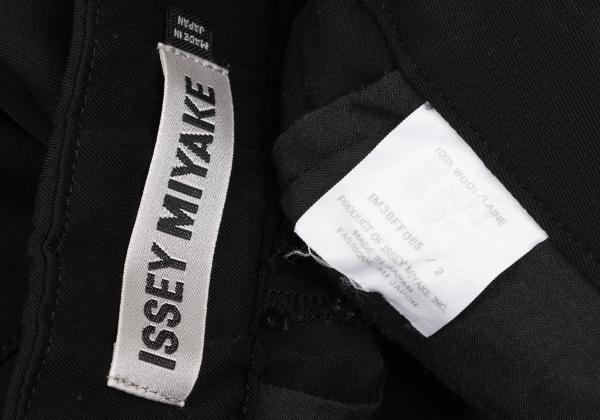 MADE IN
JAPAN
ISSEY MIYAKE
100% WOOL/LAINE
IM38FF065 / 2
PRODUCT OF ISSEY MIYAKE INC.
MADE IN JAPAN
FABRIQUE AU JAPON